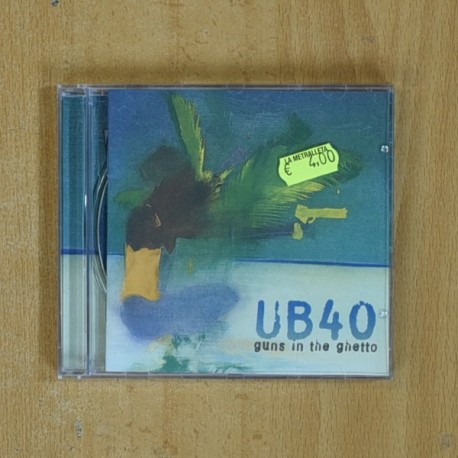 LA METRALLETA
€ 4,00
UB40
guns in the ghetto